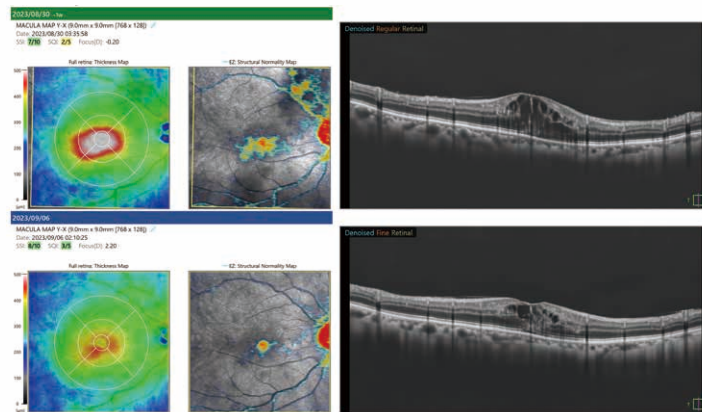 2023/08/30
MACULA MAP Y-X (9.0mm x 9.0mm [768 x 128])
Date: 2023/08/30 03:35:58
SSI: 7/10 SQI: 2/5 Focus(D): -0.20
Full retina: Thickness Map
EZ: Structural Normality Map
500
400
300
200
100
0
(μm)
Denoised Regular Retinal
T
2023/09/06
MACULA MAP Y-X (9.0mm x 9.0mm [768 x 128])
Date: 2023/09/06 02:10:25
SSI: 8/10 SQI: 3/5 Focus(D): 2.20
Full retina: Thickness Map
EZ: Structural Normality Map
500
400
300
200
100
0
(μm)
Denoised Fine Retinal
T